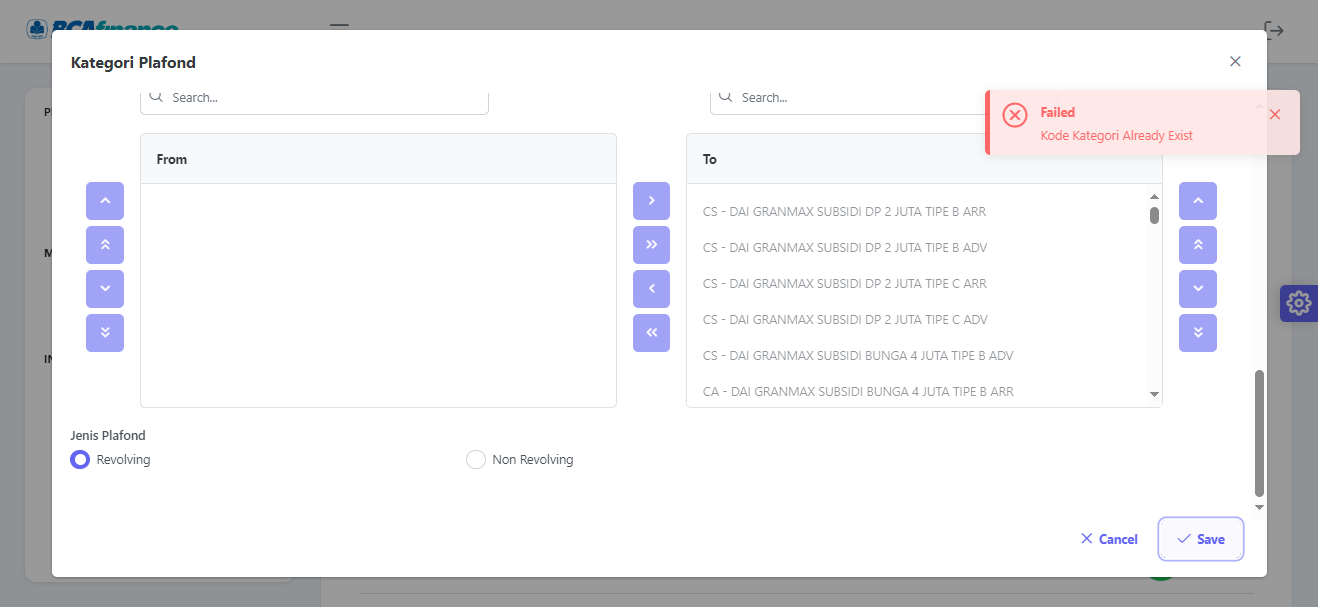 BCAfinance
Kategori Plafond
Search...
Search...
Failed
Kode Kategori Already Exist
From
To
CS - DAI GRANMAX SUBSIDI DP 2 JUTA TIPE B ARR
CS - DAI GRANMAX SUBSIDI DP 2 JUTA TIPE B ADV
CS - DAI GRANMAX SUBSIDI DP 2 JUTA TIPE C ARR
CS - DAI GRANMAX SUBSIDI DP 2 JUTA TIPE C ADV
CS - DAI GRANMAX SUBSIDI BUNGA 4 JUTA TIPE B ADV
CA - DAI GRANMAX SUBSIDI BUNGA 4 JUTA TIPE B ARR
Jenis Plafond
Revolving
Non Revolving
Cancel
Save